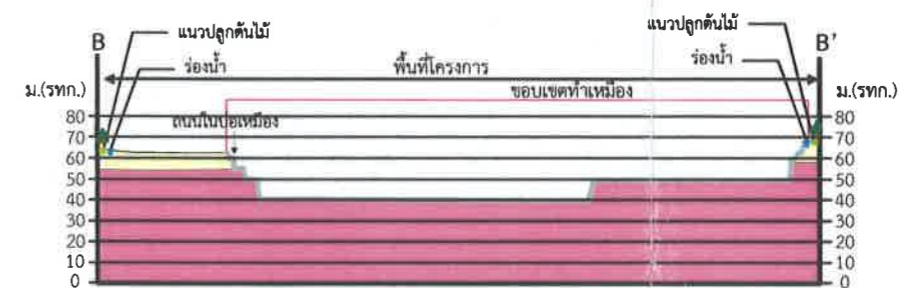 แนวปลูกต้นไม้
แนวปลูกต้นไม้
B
B'
ร่องน้ำ
พื้นที่โครงการ
ร่องน้ำ
ม.(รทก.)
ขอบเขตทำเหมือง
ม.(รทก.)
ถนนในบ่อเหมือง
80
80
70
70
60
60
50
50
40
40
30
30
20
20
10
10
0
0